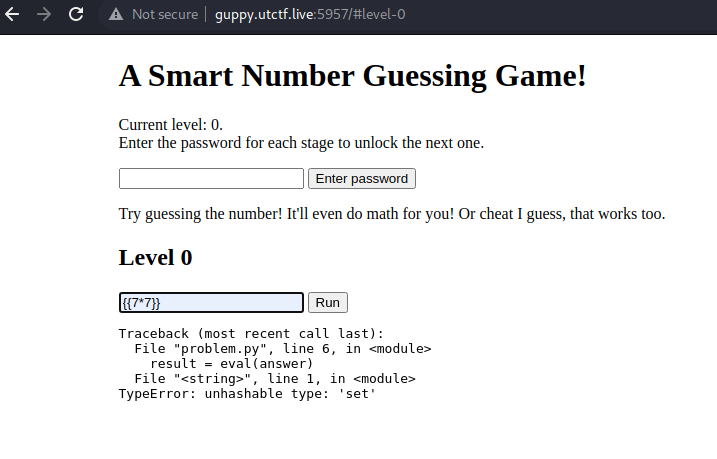 Not secure | guppy.utctf.live:5957/#level-0
A Smart Number Guessing Game!
Current level: 0.
Enter the password for each stage to unlock the next one.
Enter password
Try guessing the number! It'll even do math for you! Or cheat I guess, that works too.
Level 0
{{7*7}} Run
Traceback (most recent call last):
  File "problem.py", line 6, in <module>
    result = eval(answer)
  File "<string>", line 1, in <module>
TypeError: unhashable type: 'set'